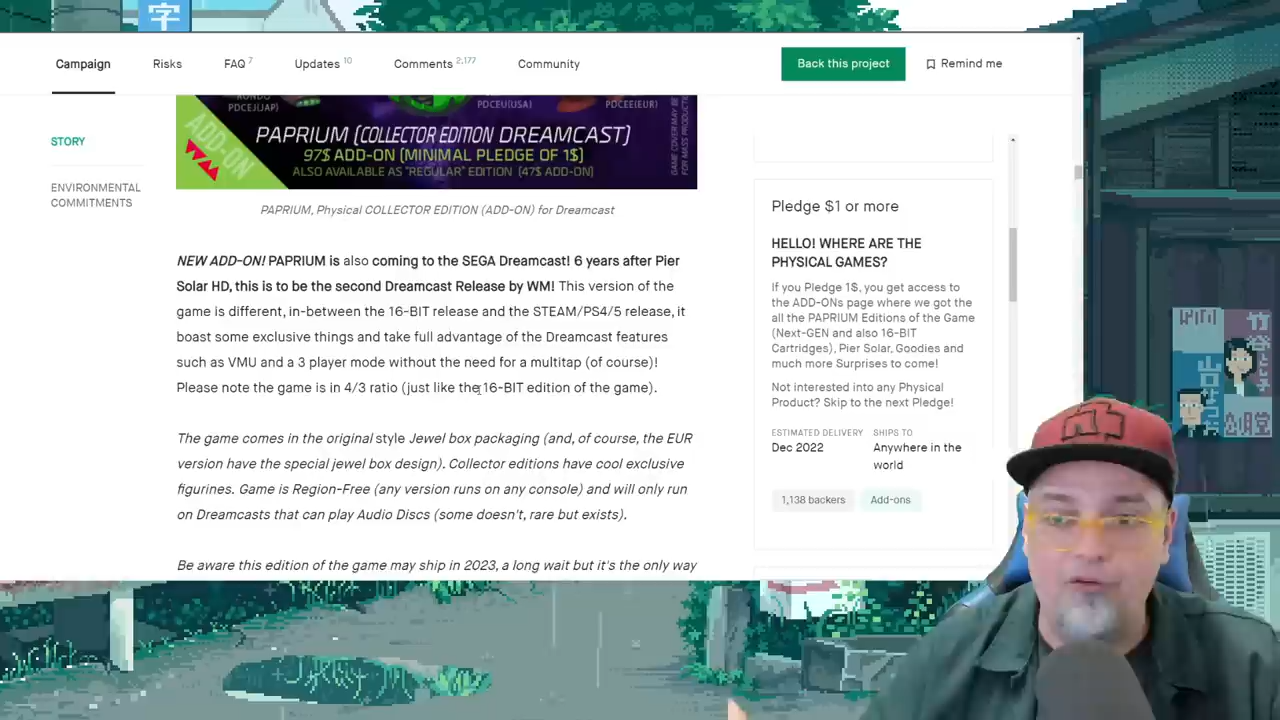 字
Campaign
Risks
FAQ 7
Updates 10
Comments 2,177
Community
Back this project
Remind me
STORY
ENVIRONMENTAL
COMMITMENTS
PDCEJ(JAP)
PDCEU(USA)
PDCEE(EUR)
ADD-ON
PAPRIUM (COLLECTOR EDITION DREAMCAST)
97$ ADD-ON (MINIMAL PLEDGE OF 1$)
ALSO AVAILABLE AS "REGULAR" EDITION (47$ ADD-ON)
PAPRIUM, Physical COLLECTOR EDITION (ADD-ON) for Dreamcast
NEW ADD-ON! PAPRIUM is also coming to the SEGA Dreamcast! 6 years after Pier
Solar HD, this is to be the second Dreamcast Release by WM! This version of the
game is different, in-between the 16-BIT release and the STEAM/PS4/5 release, it
boast some exclusive things and take full advantage of the Dreamcast features
such as VMU and a 3 player mode without the need for a multitap (of course)!
Please note the game is in 4/3 ratio (just like the 16-BIT edition of the game).
The game comes in the original style Jewel box packaging (and, of course, the EUR
version have the special jewel box design). Collector editions have cool exclusive
figurines. Game is Region-Free (any version runs on any console) and will only run
on Dreamcasts that can play Audio Discs (some doesn't, rare but exists).
Be aware this edition of the game may ship in 2023, a long wait but it's the only way
Pledge $1 or more
HELLO! WHERE ARE THE
PHYSICAL GAMES?
If you Pledge 1$, you get access to
the ADD-ONs page where we got the
all the PAPRIUM Editions of the Game
(Next-GEN and also 16-BIT
Cartridges), Pier Solar, Goodies and
much more Surprises to come!
Not interested into any Physical
Product? Skip to the next Pledge!
ESTIMATED DELIVERY
Dec 2022
SHIPS TO
Anywhere in the
world
1,138 backers
Add-ons